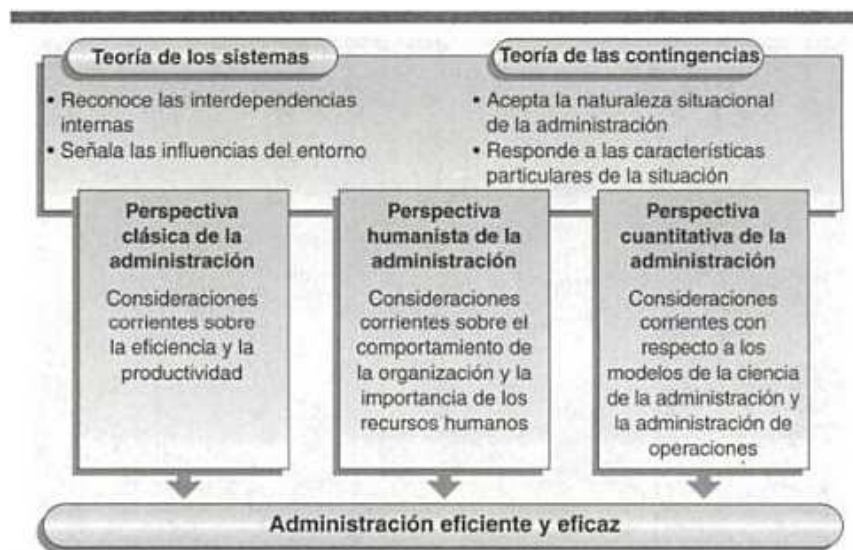 Teoría de los sistemas
• Reconoce las interdependencias
internas
• Señala las influencias del entorno
Teoría de las contingencias
• Acepta la naturaleza situacional
de la administración
• Responde a las características
particulares de la situación
Perspectiva
clásica de la
administración
Consideraciones
corrientes sobre
la eficiencia y la
productividad
Perspectiva
humanista de la
administración
Consideraciones
corrientes sobre el
comportamiento de
la organización y la
importancia de los
recursos humanos
Perspectiva
cuantitativa de la
administración
Consideraciones
corrientes con
respecto a los
modelos de la ciencia
de la administración y
la administración de
operaciones
Administración eficiente y eficaz